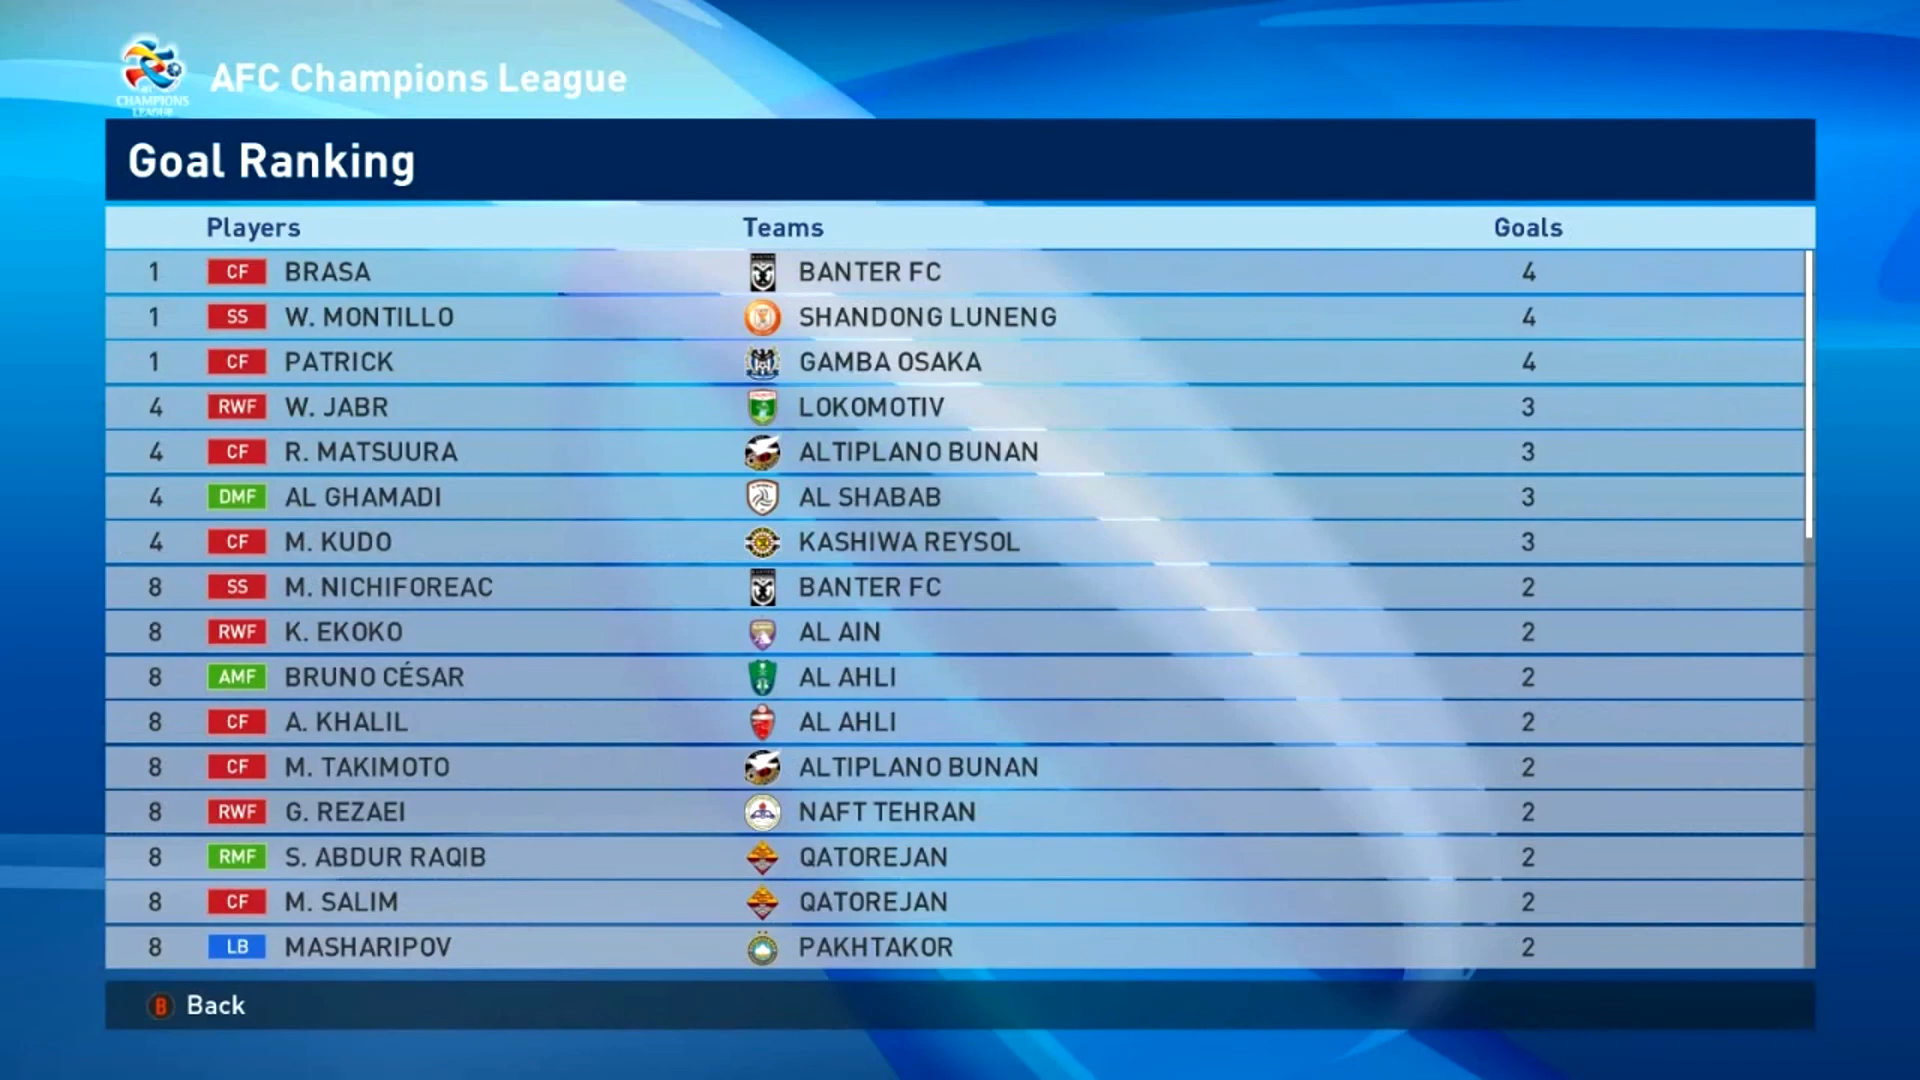 AFC Champions League
CHAMPIONS
LEAGUE
Goal Ranking
Players Teams Goals
1 CF BRASA BANTER FC 4
1 SS W. MONTILLO SHANDONG LUNENG 4
1 CF PATRICK GAMBA OSAKA 4
4 RWF W. JABR LOKOMOTIV 3
4 CF R. MATSUURA ALTIPLANO BUNAN 3
4 DMF AL GHAMADI AL SHABAB 3
4 CF M. KUDO KASHIWA REYSOL 3
8 SS M. NICHIFOREAC BANTER FC 2
8 RWF K. EKOKO AL AIN 2
8 AMF BRUNO CÉSAR AL AHLI 2
8 CF A. KHALIL AL AHLI 2
8 CF M. TAKIMOTO ALTIPLANO BUNAN 2
8 RWF G. REZAEI NAFT TEHRAN 2
8 RMF S. ABDUR RAQIB QATOREJAN 2
8 CF M. SALIM QATOREJAN 2
8 LB MASHARIPOV PAKHTAKOR 2
B Back